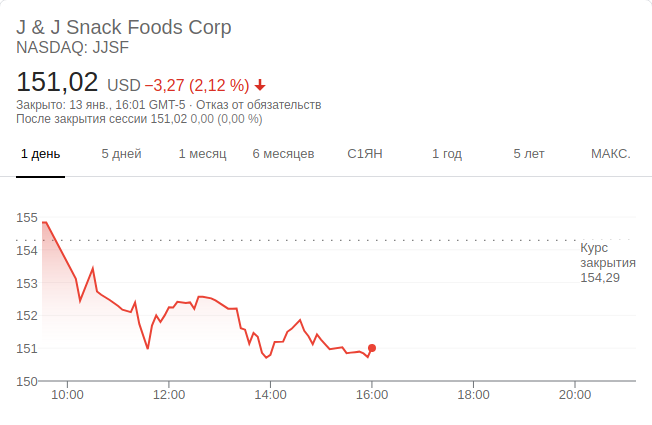 J & J Snack Foods Corp
NASDAQ: JJSF
151,02 USD −3,27 (2,12 %)
Закрыто: 13 янв., 16:01 GMT-5 · Отказ от обязательств
После закрытия сессии 151,02 0,00 (0,00 %)
1 день 5 дней 1 месяц 6 месяцев С1ЯН 1 год 5 лет МАКС.
155
154
153
152
151
150
Курс
закрытия
154,29
10:00 12:00 14:00 16:00 18:00 20:00